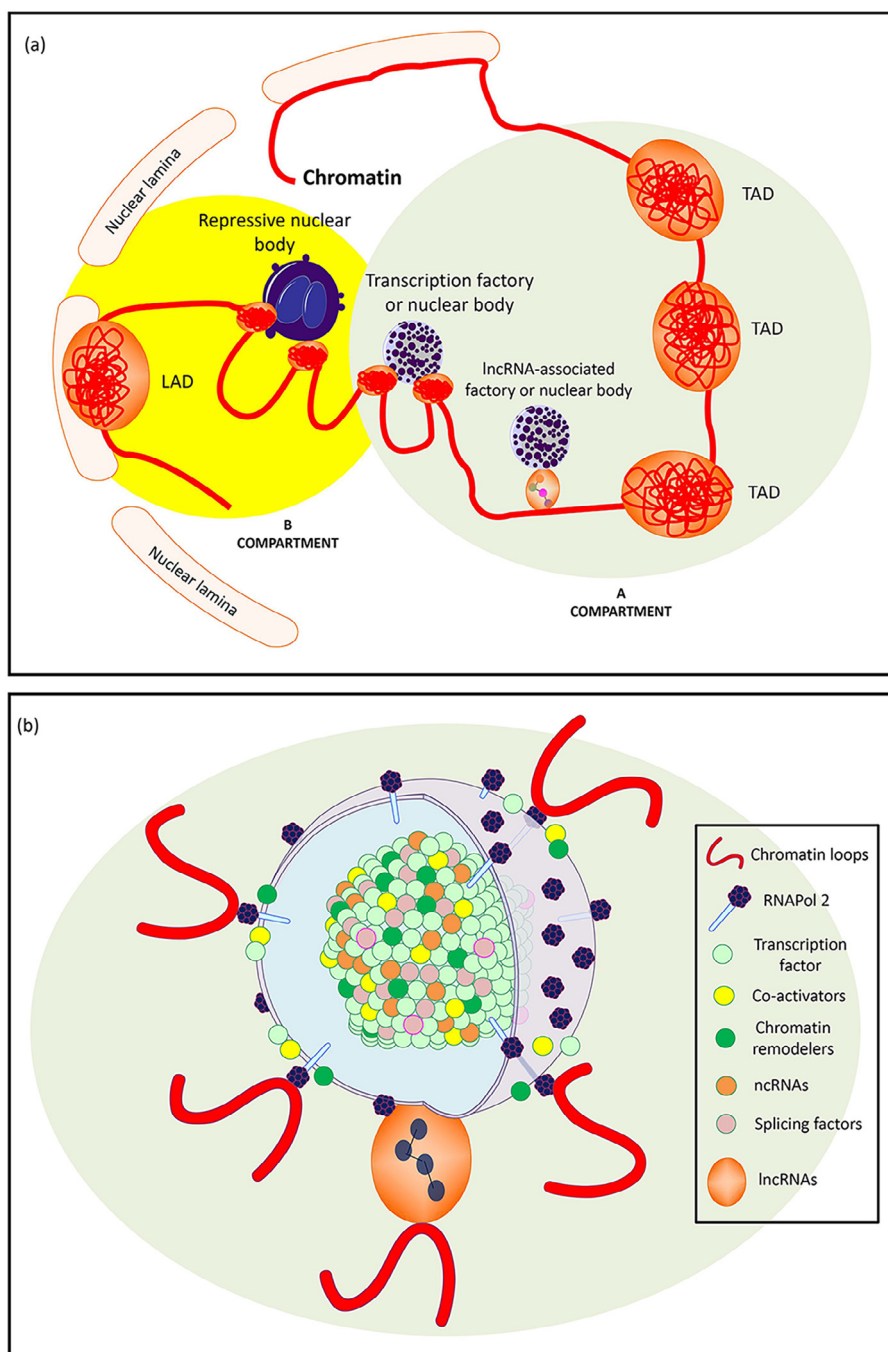 (a)
Nuclear lamina
Chromatin
Repressive nuclear
body
TAD
Transcription factory
or nuclear body
TAD
lncRNA-associated
factory or nuclear body
LAD
TAD
B
COMPARTMENT
Nuclear lamina
A
COMPARTMENT
(b)
Chromatin loops
RNAPol 2
Transcription
factor
Co-activators
Chromatin
remodelers
ncRNAs
Splicing factors
lncRNAs